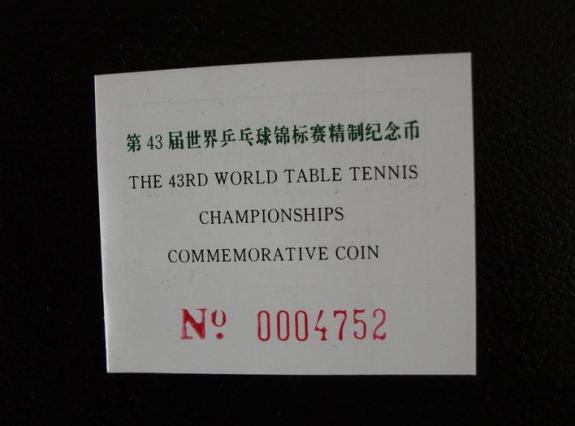 第43届世界乒乓球锦标赛精制纪念币
THE 43RD WORLD TABLE TENNIS
CHAMPIONSHIPS
COMMEMORATIVE COIN
No 0004752